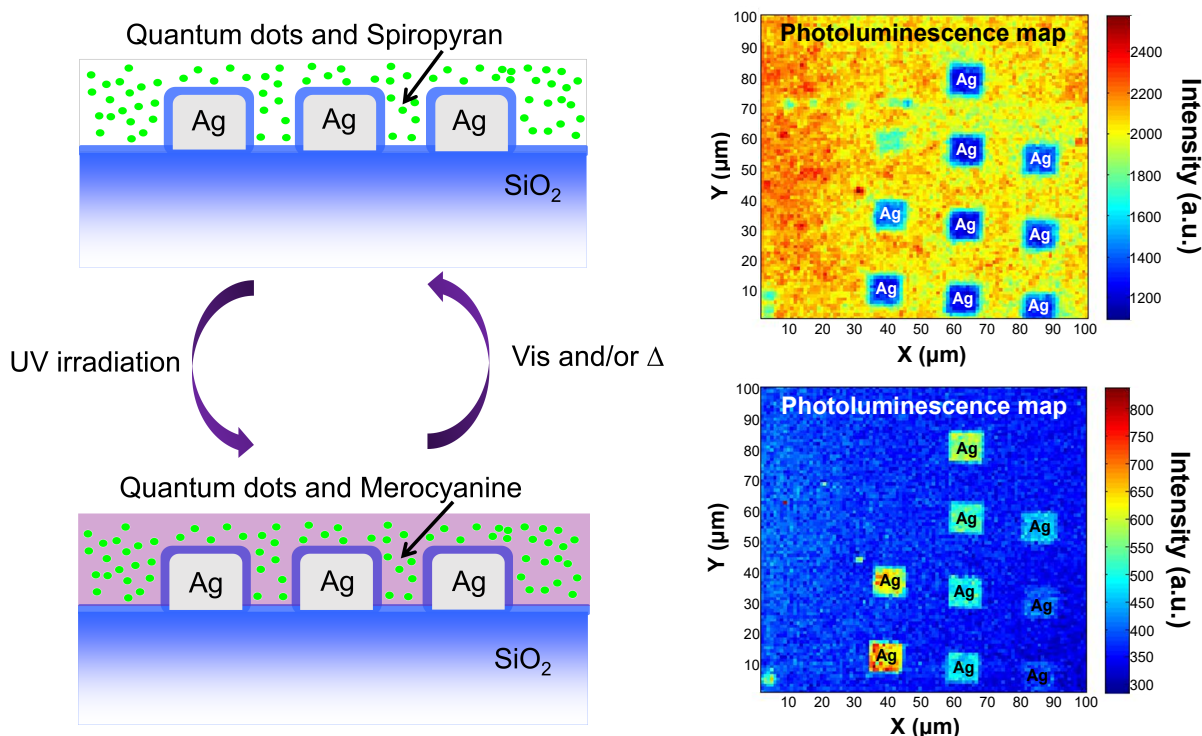 Quantum dots and Spiropyran
Ag Ag Ag
SiO2
UV irradiation
Vis and/or Δ
Quantum dots and Merocyanine
Ag Ag Ag
SiO2
Photoluminescence map
100
90
80
70
60
50
40
30
20
10
Y (µm)
Ag
Ag
Ag
Ag
Ag
Ag
Ag
Ag
Ag
10 20 30 40 50 60 70 80 90 100
X (µm)
2400
2200
2000
1800
1600
1400
1200
Intensity (a.u.)
Photoluminescence map
100
90
80
70
60
50
40
30
20
10
Y (µm)
Ag
Ag
Ag
Ag
Ag
Ag
Ag
Ag
Ag
10 20 30 40 50 60 70 80 90 100
X (µm)
800
750
700
650
600
550
500
450
400
350
300
Intensity (a.u.)